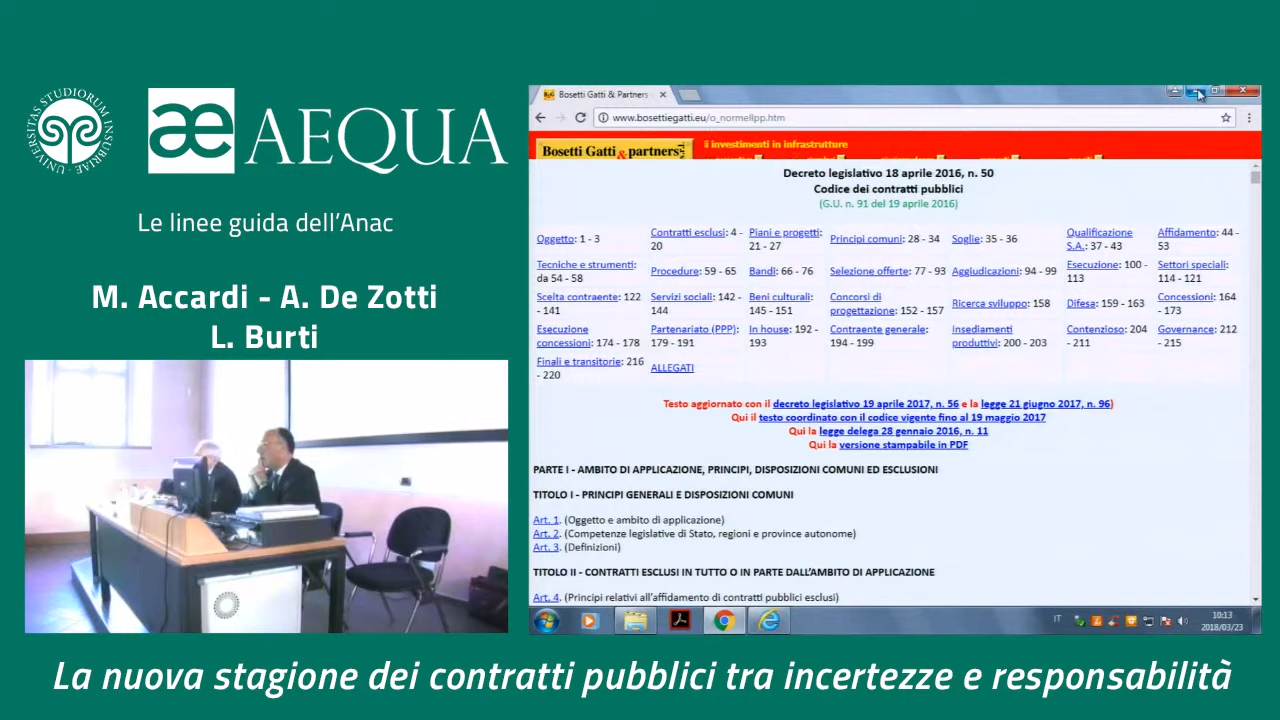 UNIVERSITAS STUDIORUM INSUBRIAE
æ AEQUA
Le linee guida dell'Anac
M. Accardi - A. De Zotti
L. Burti
Bosetti Gatti & Partners
www.bosettiegatti.eu/o_normellpp.htm
Bosetti Gatti & partners
il investimenti in infrastrutture
Decreto legislativo 18 aprile 2016, n. 50
Codice dei contratti pubblici
(G.U. n. 91 del 19 aprile 2016)
Oggetto: 1 - 3 Contratti esclusi: 4 - 20 Piani e progetti: 21 - 27 Principi comuni: 28 - 34 Soglie: 35 - 36 Qualificazione S.A.: 37 - 43 Affidamento: 44 - 53
Tecniche e strumenti: da 54 - 58 Procedure: 59 - 65 Bandi: 66 - 76 Selezione offerte: 77 - 93 Aggiudicazioni: 94 - 99 Esecuzione: 100 - 113 Settori speciali: 114 - 121
Scelta contraente: 122 - 141 Servizi sociali: 142 - 144 Beni culturali: 145 - 151 Concorsi di progettazione: 152 - 157 Ricerca sviluppo: 158 Difesa: 159 - 163 Concessioni: 164 - 173
Esecuzione concessioni: 174 - 178 Partenariato (PPP): 179 - 191 In house: 192 - 193 Contraente generale: 194 - 199 Insediamenti produttivi: 200 - 203 Contenzioso: 204 - 211 Governance: 212 - 215
Finali e transitorie: 216 - 220 ALLEGATI
Testo aggiornato con il decreto legislativo 19 aprile 2017, n. 56 e la legge 21 giugno 2017, n. 96)
Qui il testo coordinato con il codice vigente fino al 19 maggio 2017
Qui la legge delega 28 gennaio 2016, n. 11
Qui la versione stampabile in PDF
PARTE I - AMBITO DI APPLICAZIONE, PRINCIPI, DISPOSIZIONI COMUNI ED ESCLUSIONI
TITOLO I - PRINCIPI GENERALI E DISPOSIZIONI COMUNI
Art. 1. (Oggetto e ambito di applicazione)
Art. 2. (Competenze legislative di Stato, regioni e province autonome)
Art. 3. (Definizioni)
TITOLO II - CONTRATTI ESCLUSI IN TUTTO O IN PARTE DALL'AMBITO DI APPLICAZIONE
Art. 4. (Principi relativi all'affidamento di contratti pubblici esclusi)
IT
10:13
2018/03/23
La nuova stagione dei contratti pubblici tra incertezze e responsabilità